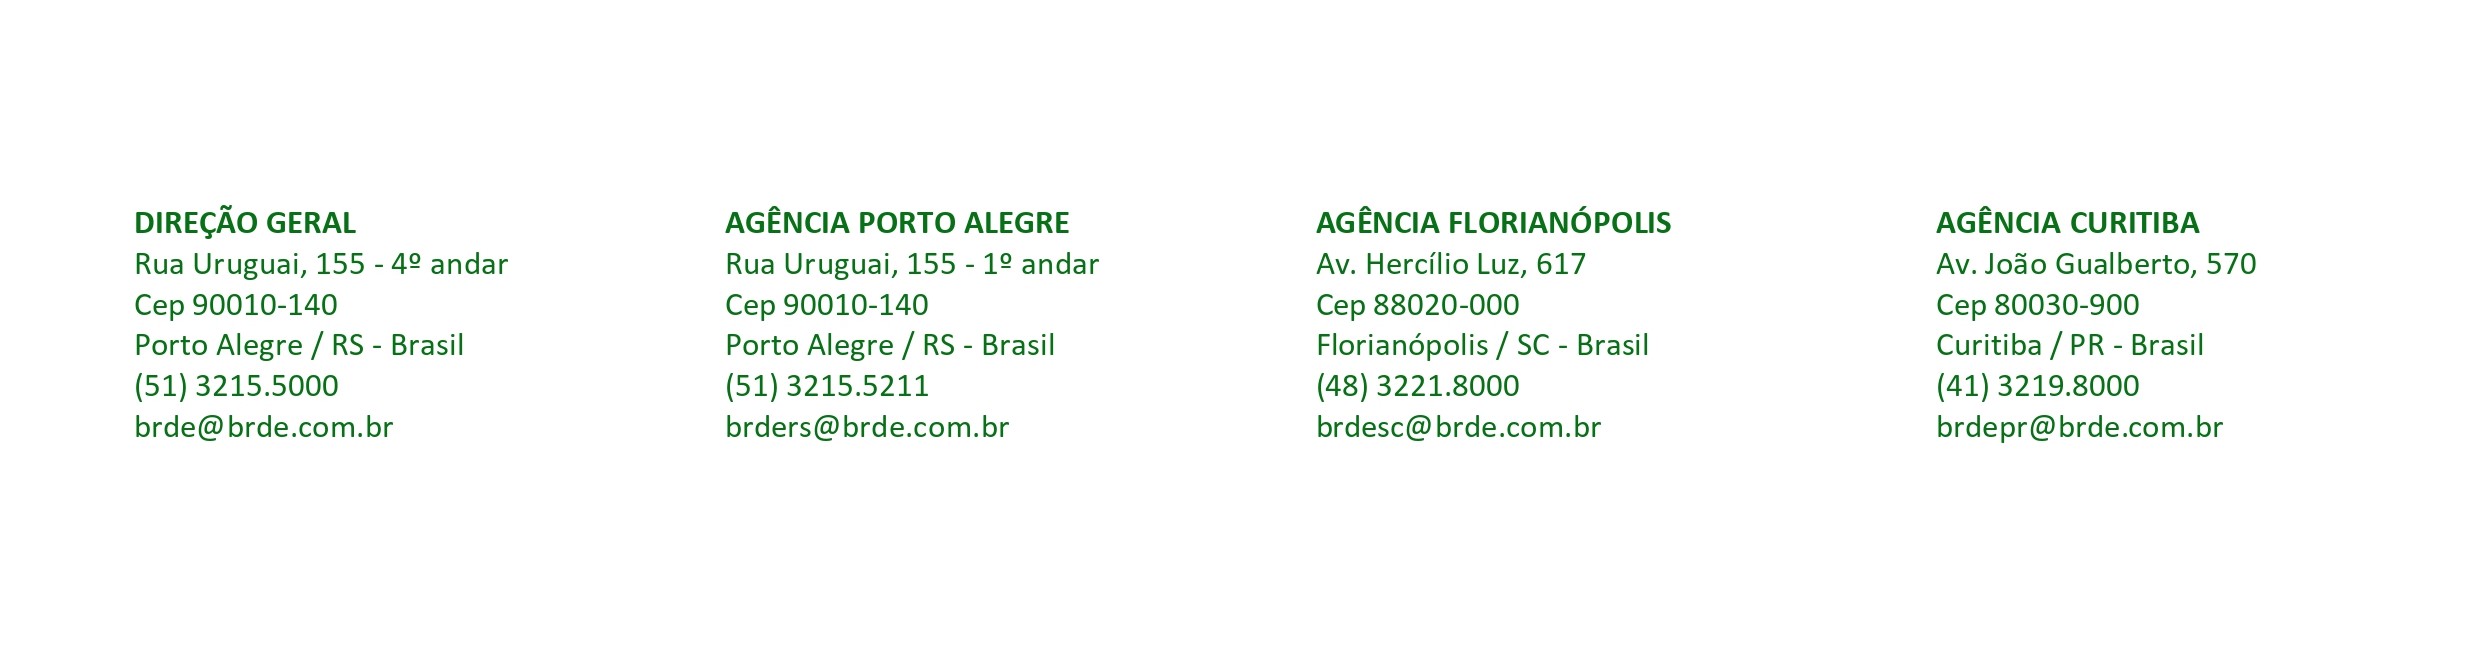 DIREÇÃO GERAL
Rua Uruguai, 155 - 4º andar
Cep 90010-140
Porto Alegre / RS - Brasil
(51) 3215.5000
brde@brde.com.br
AGÊNCIA PORTO ALEGRE
Rua Uruguai, 155 - 1º andar
Cep 90010-140
Porto Alegre / RS - Brasil
(51) 3215.5211
brders@brde.com.br
AGÊNCIA FLORIANÓPOLIS
Av. Hercílio Luz, 617
Cep 88020-000
Florianópolis / SC - Brasil
(48) 3221.8000
brdesc@brde.com.br
AGÊNCIA CURITIBA
Av. João Gualberto, 570
Cep 80030-900
Curitiba / PR - Brasil
(41) 3219.8000
brdepr@brde.com.br